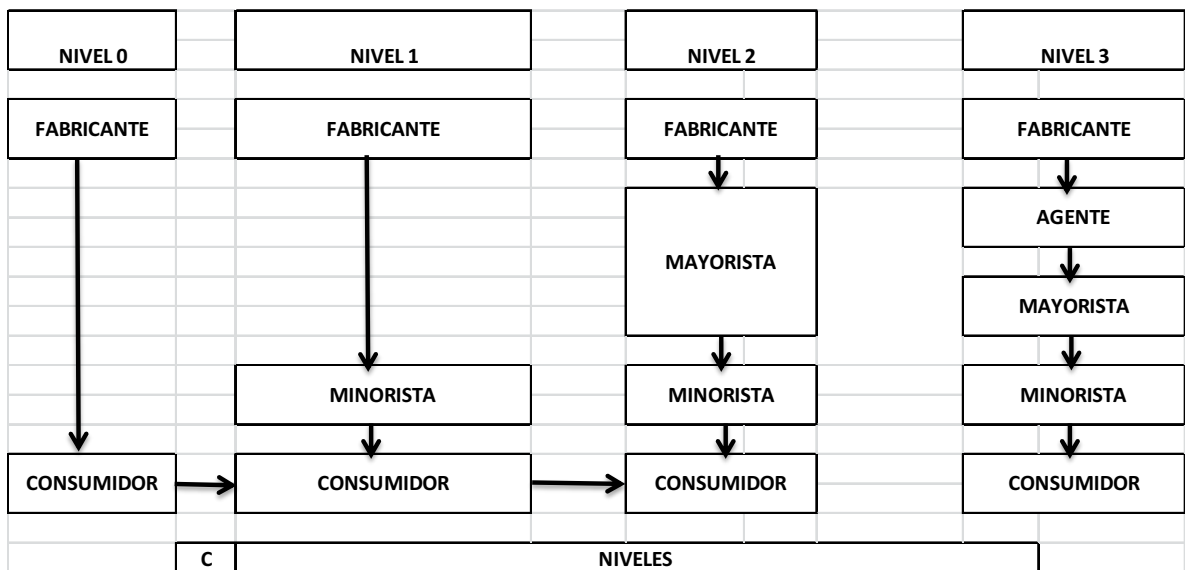 NIVEL 0 NIVEL 1 NIVEL 2 NIVEL 3
FABRICANTE FABRICANTE FABRICANTE FABRICANTE
AGENTE
MAYORISTA
MAYORISTA
MINORISTA MINORISTA MINORISTA
CONSUMIDOR CONSUMIDOR CONSUMIDOR CONSUMIDOR
C NIVELES